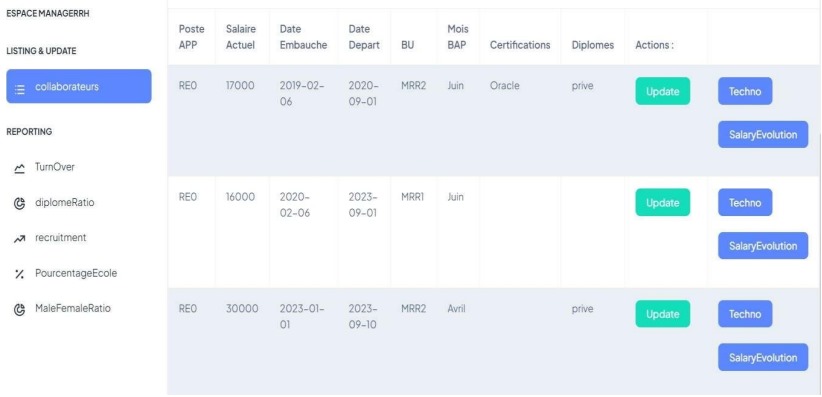 ESPACE MANAGERRH
LISTING & UPDATE
collaborateurs
REPORTING
TurnOver
diplomeRatio
recruitment
PourcentageEcole
MaleFemaleRatio
Poste APP Salaire Actuel Date Embauche Date Depart BU Mois BAP Certifications Diplomes Actions :
RE0 17000 2019-02-06 2020-09-01 MRR2 Juin Oracle prive Update Techno
SalaryEvolution
RE0 16000 2020-02-06 2023-09-01 MRR1 Juin Update Techno
SalaryEvolution
RE0 30000 2023-01-01 2023-09-10 MRR2 Avril prive Update Techno
SalaryEvolution